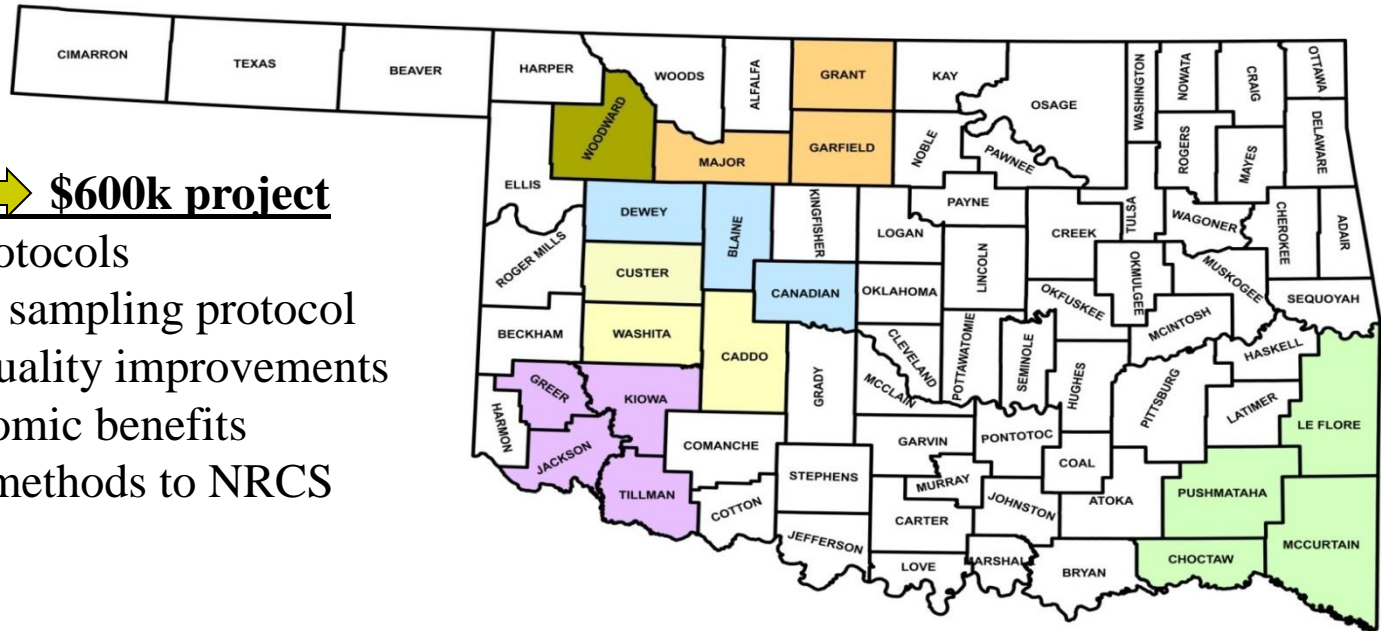 CIMARRON
TEXAS
BEAVER
HARPER
WOODS
ALFALFA
GRANT
KAY
OSAGE
WASHINGTON
NOWATA
CRAIG
OTTAWA
WOODWARD
MAJOR
GARFIELD
NOBLE
PAWNEE
ROGERS
MAYES
DELAWARE
$600k project
otocols
sampling protocol
uality improvements
omic benefits
methods to NRCS
ELLIS
DEWEY
BLAINE
KINGFISHER
LOGAN
PAYNE
CREEK
TULSA
WAGONER
CHEROKEE
ADAIR
ROGER MILLS
CUSTER
CANADIAN
OKLAHOMA
LINCOLN
OKFUSKEE
OKMULGEE
MUSKOGEE
SEQUOYAH
BECKHAM
WASHITA
CADDO
GRADY
CLEVELAND
MCCLAIN
POTTAWATOMIE
SEMINOLE
HUGHES
MCINTOSH
PITTSBURG
HASKELL
LATIMER
LE FLORE
GREER
KIOWA
HARMON
JACKSON
TILLMAN
COMANCHE
COTTON
STEPHENS
JEFFERSON
GARVIN
MURRAY
CARTER
LOVE
PONTOTOC
JOHNSTON
MARSHAL
COAL
ATOKA
BRYAN
PUSHMATAHA
CHOCTAW
MCCURTAIN